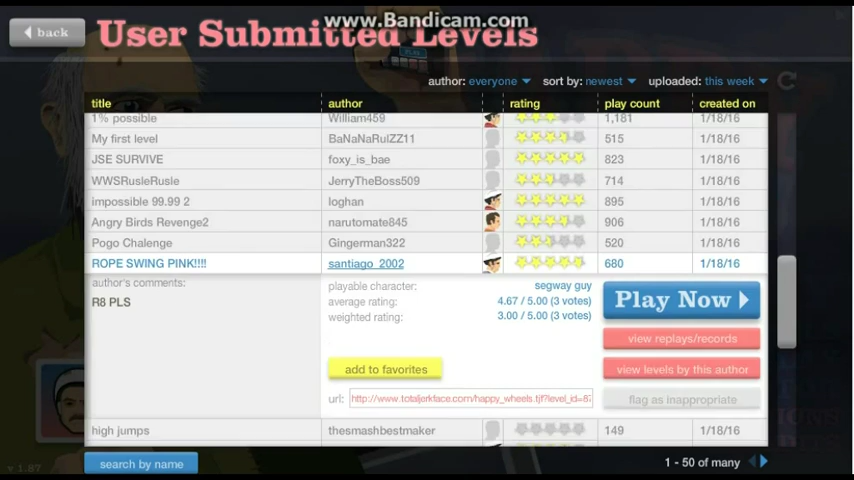 www.Bandicam.com
back
User Submitted Levels
author: everyone sort by: newest uploaded: this week
title author rating play count created on
1% possible William459 1,181 1/18/16
My first level BaNaNaRulZZ11 515 1/18/16
JSE SURVIVE foxy_is_bae 823 1/18/16
WWSRusleRusle JerryTheBoss509 714 1/18/16
impossible 99.99 2 loghan 895 1/18/16
Angry Birds Revenge2 narutomate845 906 1/18/16
Pogo Chalenge Gingerman322 520 1/18/16
ROPE SWING PINK!!!! santiago_2002 680 1/18/16
author's comments:
R8 PLS
playable character: segway guy
average rating: 4.67 / 5.00 (3 votes)
weighted rating: 3.00 / 5.00 (3 votes)
Play Now
view replays/records
add to favorites
view levels by this author
url: http://www.totaljerkface.com/happy_wheels.tjf?level_id=8
flag as inappropriate
high jumps thesmashbestmaker 149 1/18/16
search by name
1 - 50 of many
v 1.87